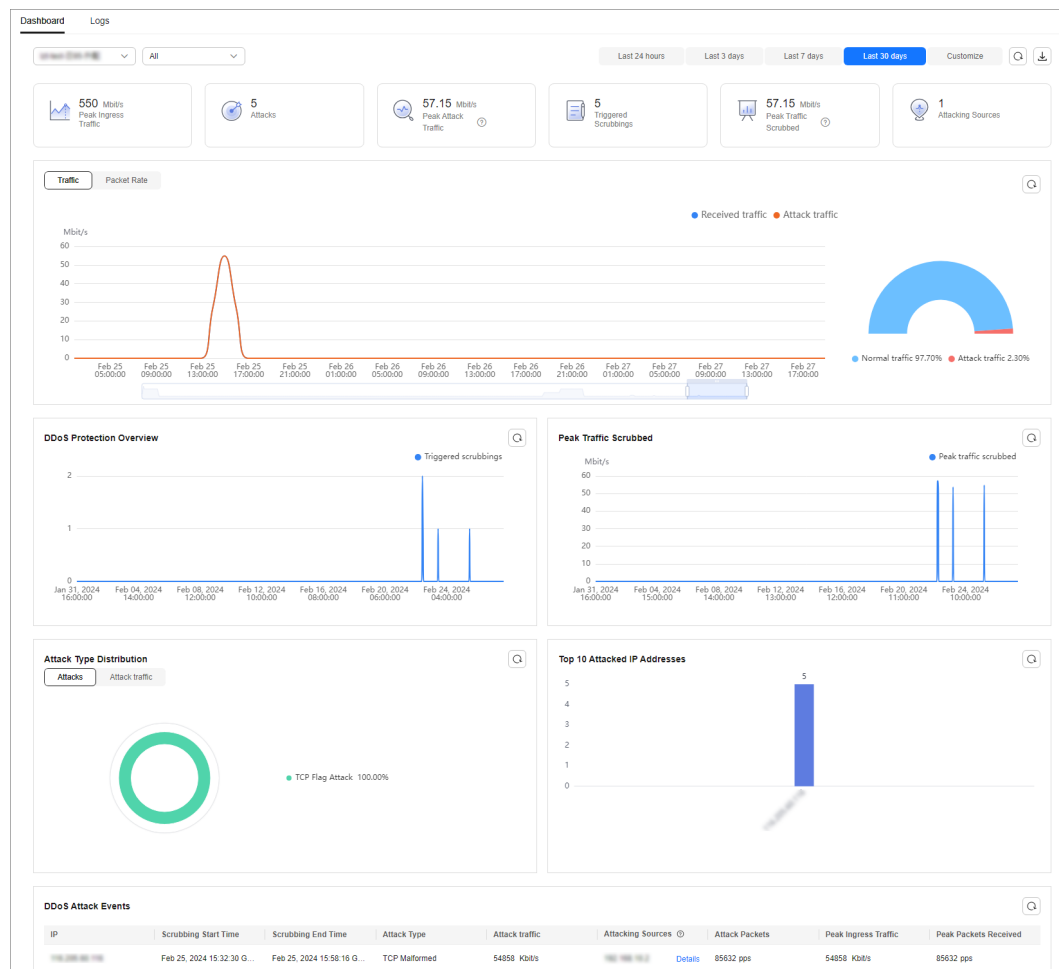 Dashboard Logs
All
Last 24 hours Last 3 days Last 7 days Last 30 days Customize
550 Mbit/s
Peak Ingress
Traffic
5
Attacks
57.15 Mbit/s
Peak Attack
Traffic
5
Triggered
Scrubbings
57.15 Mbit/s
Peak Traffic
Scrubbed
1
Attacking Sources
Traffic Packet Rate
Received traffic Attack traffic
Mbit/s
60
50
40
30
20
10
0
Feb 25 Feb 25 Feb 25 Feb 25 Feb 25 Feb 26 Feb 26 Feb 26 Feb 26 Feb 26 Feb 26 Feb 27 Feb 27 Feb 27 Feb 27 Feb 27
05:00:00 09:00:00 13:00:00 17:00:00 21:00:00 01:00:00 05:00:00 09:00:00 13:00:00 17:00:00 21:00:00 01:00:00 05:00:00 09:00:00 13:00:00 17:00:00
Normal traffic 97.70% Attack traffic 2.30%
DDoS Protection Overview
Triggered scrubbings
2
1
0
Jan 31, 2024 Feb 04, 2024 Feb 08, 2024 Feb 12, 2024 Feb 16, 2024 Feb 20, 2024 Feb 24, 2024
16:00:00 14:00:00 12:00:00 10:00:00 08:00:00 06:00:00 04:00:00
Peak Traffic Scrubbed
Peak traffic scrubbed
Mbit/s
60
50
40
30
20
10
0
Jan 31, 2024 Feb 04, 2024 Feb 08, 2024 Feb 12, 2024 Feb 16, 2024 Feb 20, 2024 Feb 24, 2024
16:00:00 15:00:00 14:00:00 13:00:00 12:00:00 11:00:00 10:00:00
Attack Type Distribution
Attacks Attack traffic
TCP Flag Attack 100.00%
Top 10 Attacked IP Addresses
5
5
4
3
2
1
0
DDoS Attack Events
IP Scrubbing Start Time Scrubbing End Time Attack Type Attack traffic Attacking Sources Attack Packets Peak Ingress Traffic Peak Packets Received
Feb 25, 2024 15:32:30 G... Feb 25, 2024 15:58:16 G... TCP Malformed 54858 Kbit/s Details 85632 pps 54858 Kbit/s 85632 pps